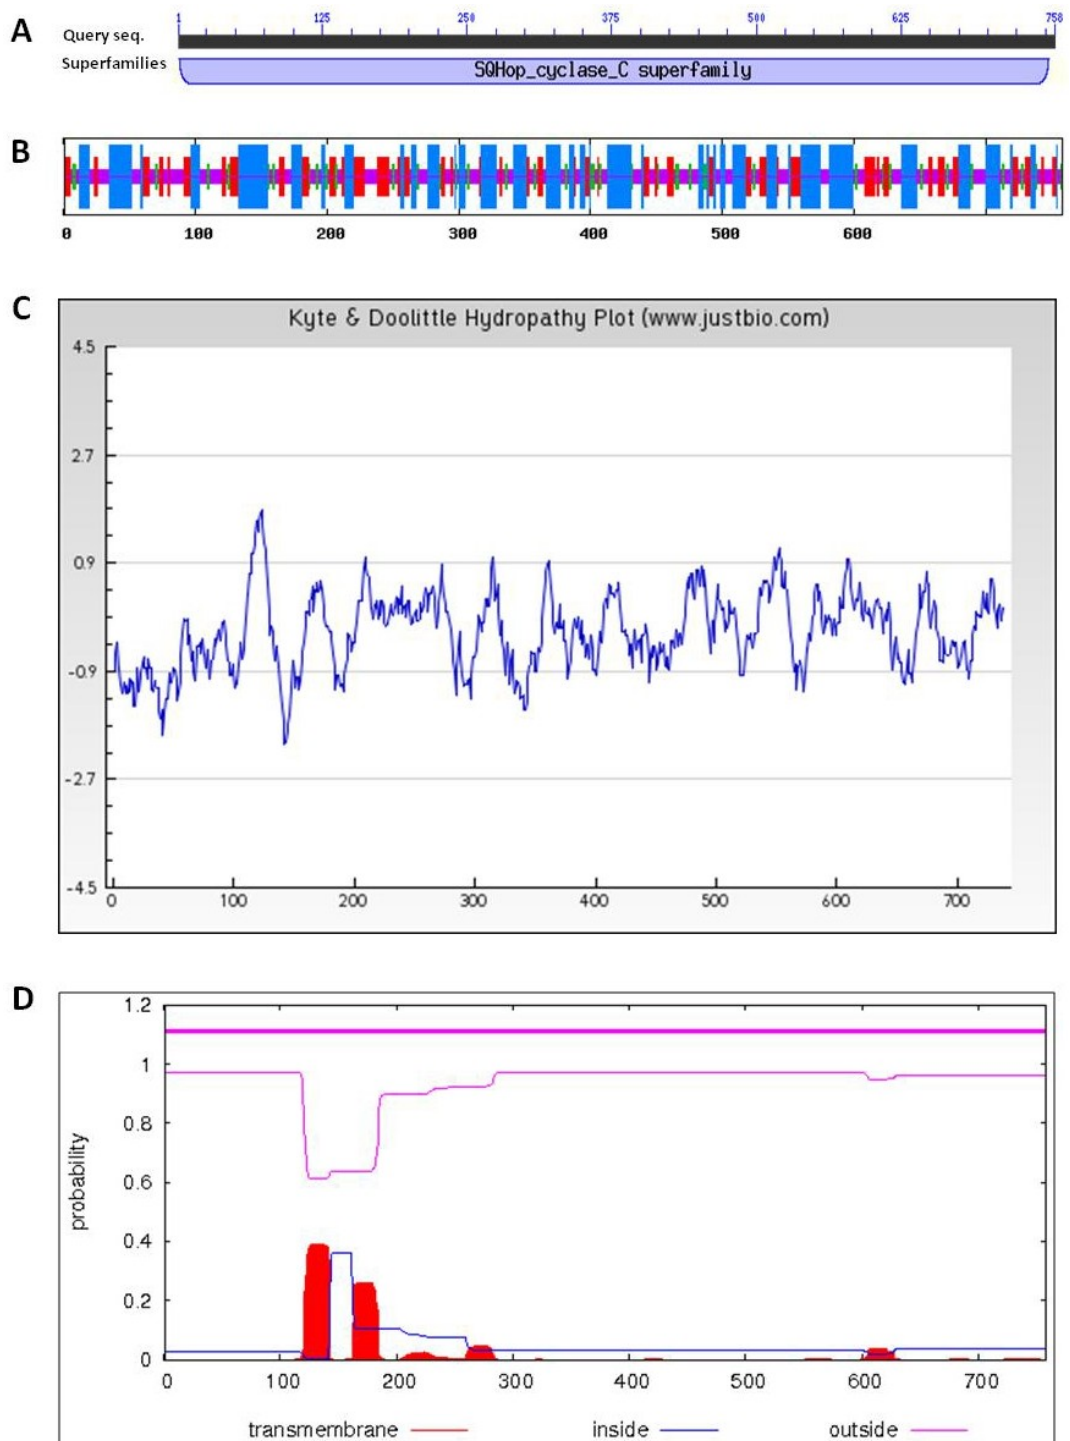 A
1 125 250 375 500 625 758
Query seq.
Superfamilies
SQHop_cyclase_C superfamily
B
0 100 200 300 400 500 600
C
Kyte & Doolittle Hydropathy Plot (www.justbio.com)
4.5
2.7
0.9
-0.9
-2.7
-4.5
0 100 200 300 400 500 600 700
D
1.2
1
0.8
0.6
0.4
0.2
0
probability
0 100 200 300 400 500 600 700
transmembrane inside outside